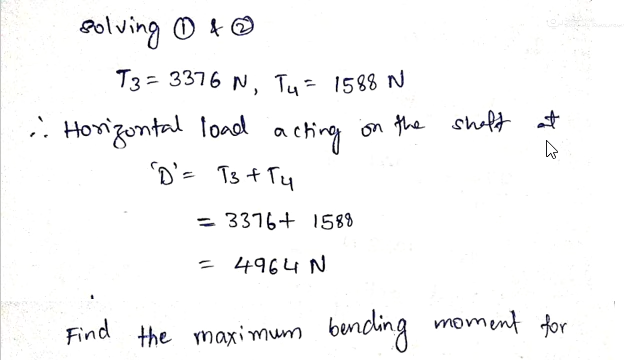 solving ① & ②
T3 = 3376 N, T4 = 1588 N
∴ Horizontal load acting on the shaft at
'D' = T3 + T4
= 3376 + 1588
= 4964 N
Find the maximum bending moment for